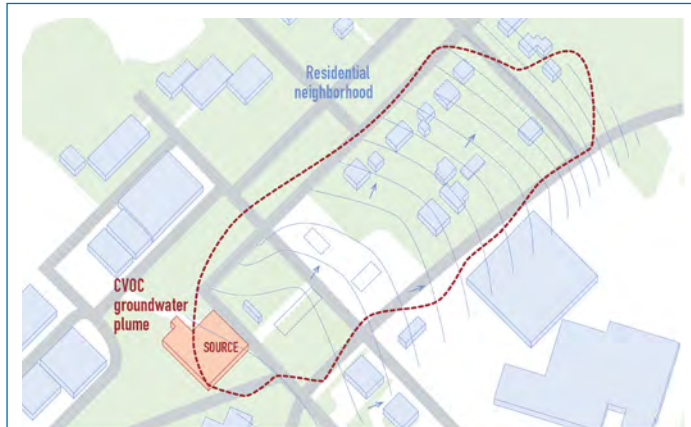 Residential
neighborhood
CVOC
groundwater
plume
SOURCE